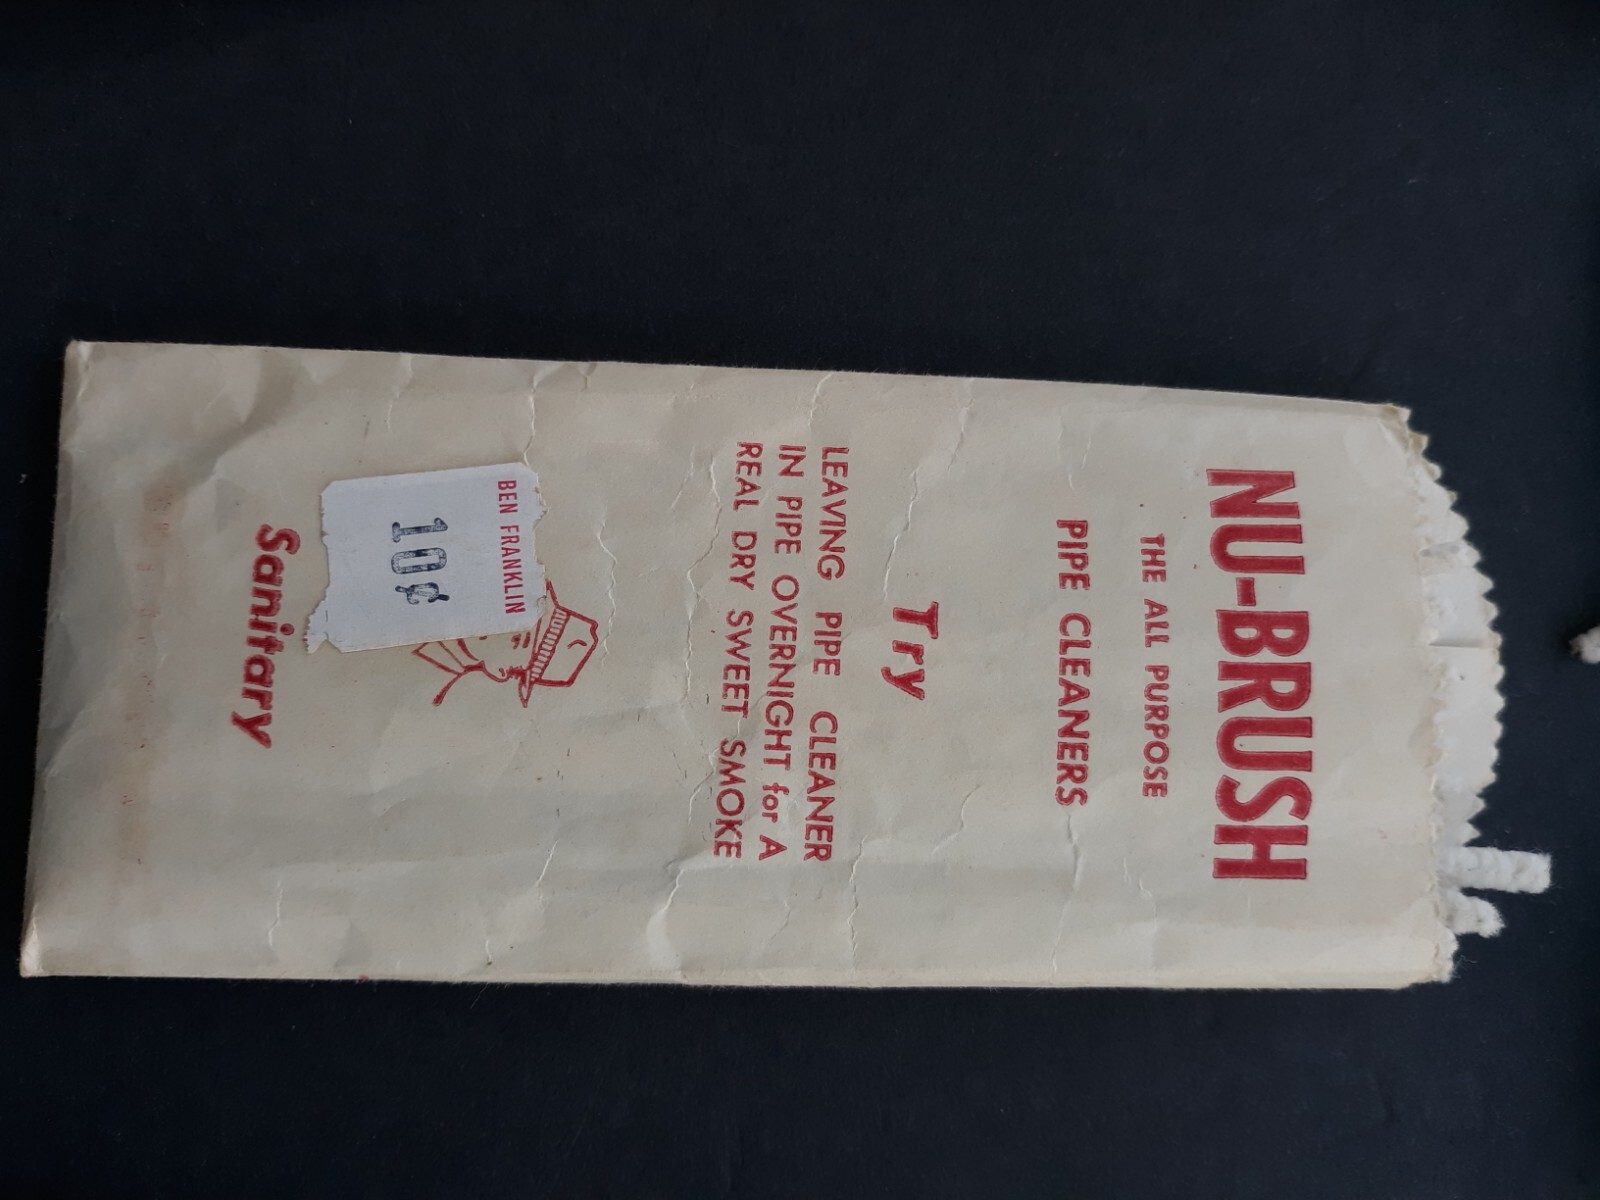 NU-BRUSH
THE ALL PURPOSE
PIPE CLEANERS
Try
LEAVING PIPE CLEANER
IN PIPE OVERNIGHT for A
REAL DRY SWEET SMOKE
BEN FRANKLIN
10¢
Sanitary